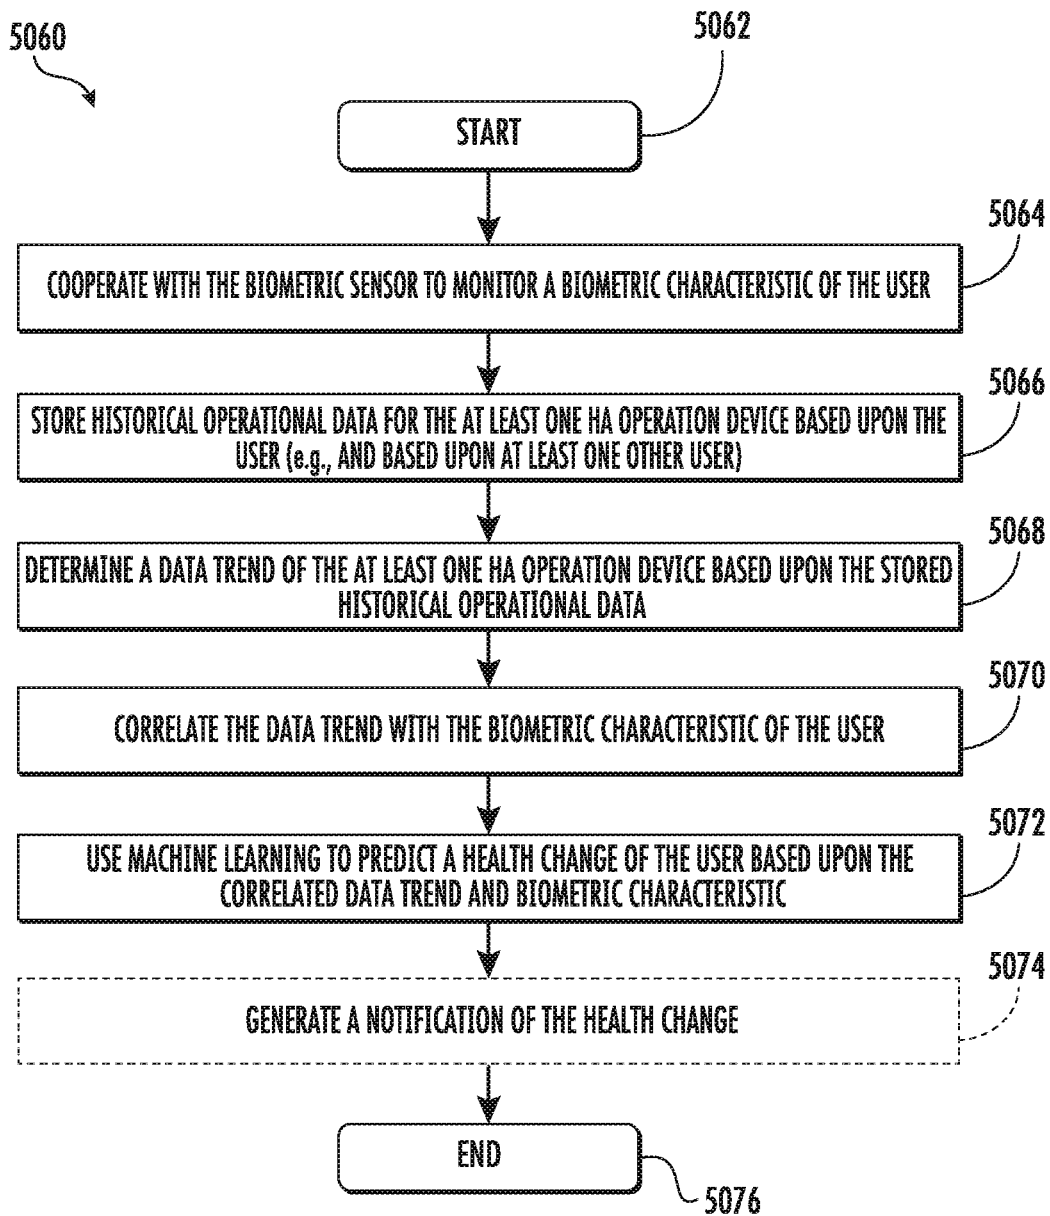 5060
5062
START
5064
COOPERATE WITH THE BIOMETRIC SENSOR TO MONITOR A BIOMETRIC CHARACTERISTIC OF THE USER
5066
STORE HISTORICAL OPERATIONAL DATA FOR THE AT LEAST ONE HA OPERATION DEVICE BASED UPON THE
USER (e.g., AND BASED UPON AT LEAST ONE OTHER USER)
5068
DETERMINE A DATA TREND OF THE AT LEAST ONE HA OPERATION DEVICE BASED UPON THE STORED
HISTORICAL OPERATIONAL DATA
5070
CORRELATE THE DATA TREND WITH THE BIOMETRIC CHARACTERISTIC OF THE USER
5072
USE MACHINE LEARNING TO PREDICT A HEALTH CHANGE OF THE USER BASED UPON THE
CORRELATED DATA TREND AND BIOMETRIC CHARACTERISTIC
5074
GENERATE A NOTIFICATION OF THE HEALTH CHANGE
END
5076